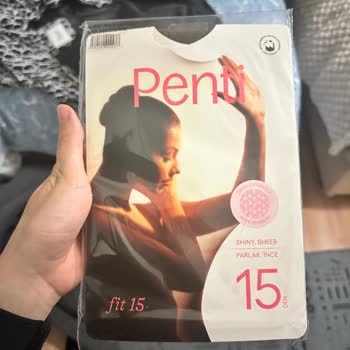 Penti
SHINY, SHEER
PARLAK, İNCE
15
DEN
fit 15